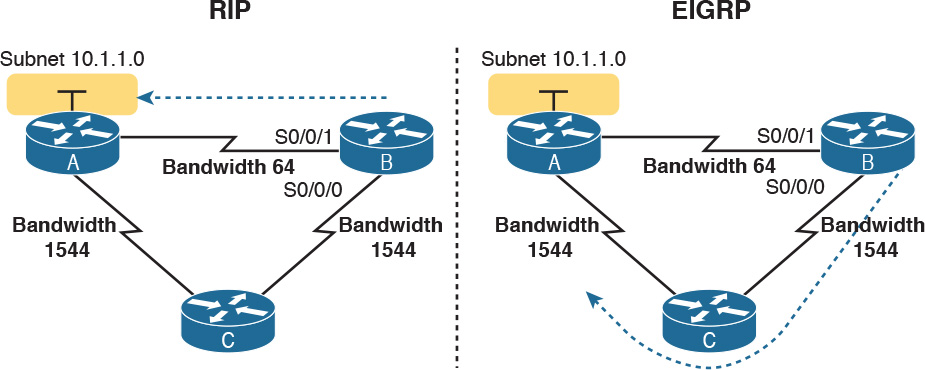 RIP
Subnet 10.1.1.0
A
S0/0/1
B
Bandwidth 64
S0/0/0
Bandwidth
1544
Bandwidth
1544
C
EIGRP
Subnet 10.1.1.0
A
S0/0/1
B
Bandwidth 64
S0/0/0
Bandwidth
1544
Bandwidth
1544
C